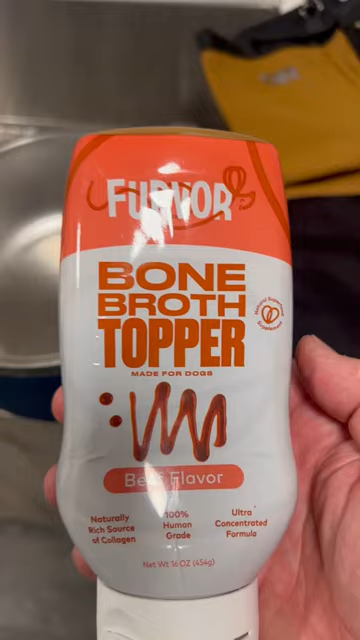 FURVOR
BONE
BROTH
TOPPER
MADE FOR DOGS
Beef Flavor
Naturally
Rich Source
of Collagen
100%
Human
Grade
Ultra
Concentrated
Formula
Net Wt 16 OZ (454g)